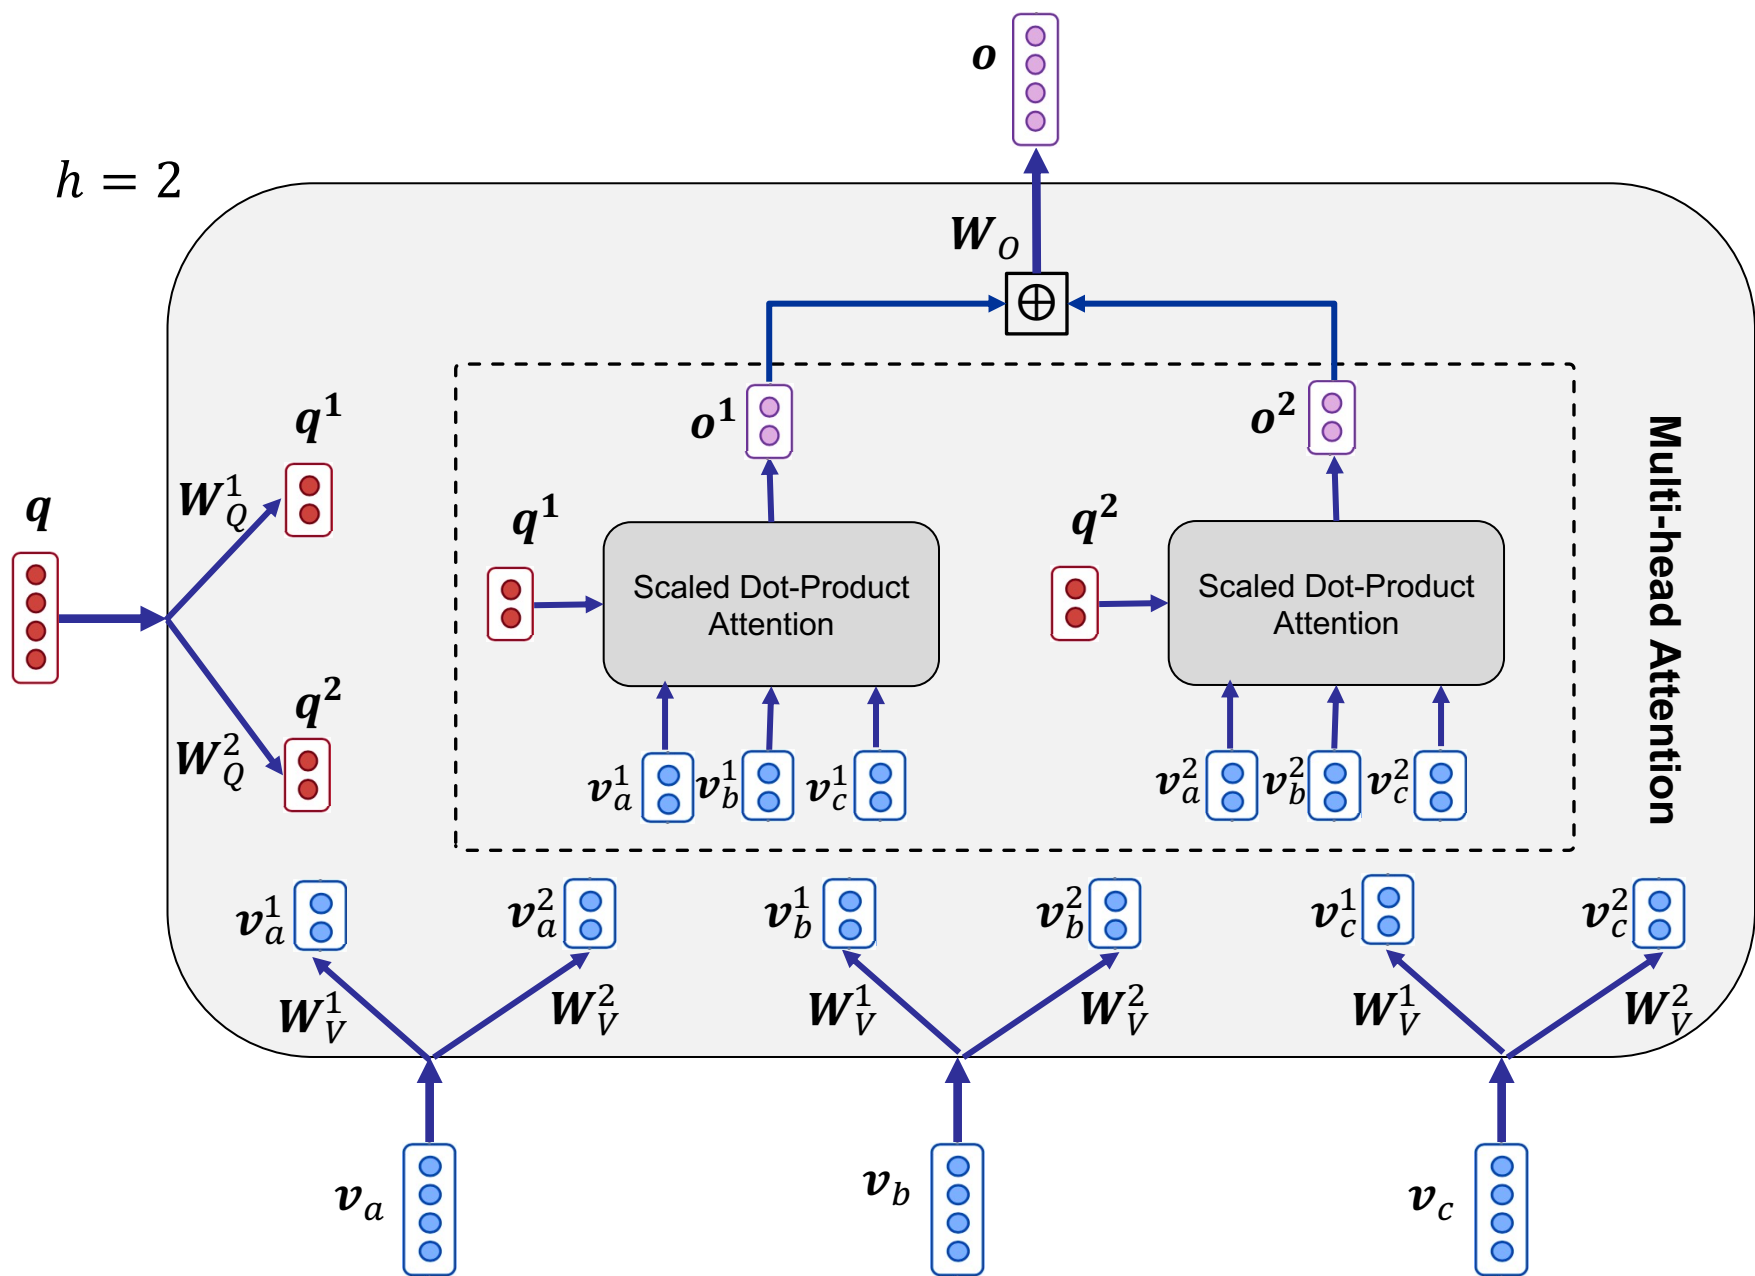 o
h = 2
W_O
⊕
q^1
o^1
o^2
W_Q^1
q
q^1
q^2
Scaled Dot-Product
Attention
Scaled Dot-Product
Attention
Multi-head Attention
q^2
W_Q^2
v_a^1
v_b^1
v_c^1
v_a^2
v_b^2
v_c^2
v_a^1
v_a^2
v_b^1
v_b^2
v_c^1
v_c^2
W_V^1
W_V^2
W_V^1
W_V^2
W_V^1
W_V^2
v_a
v_b
v_c